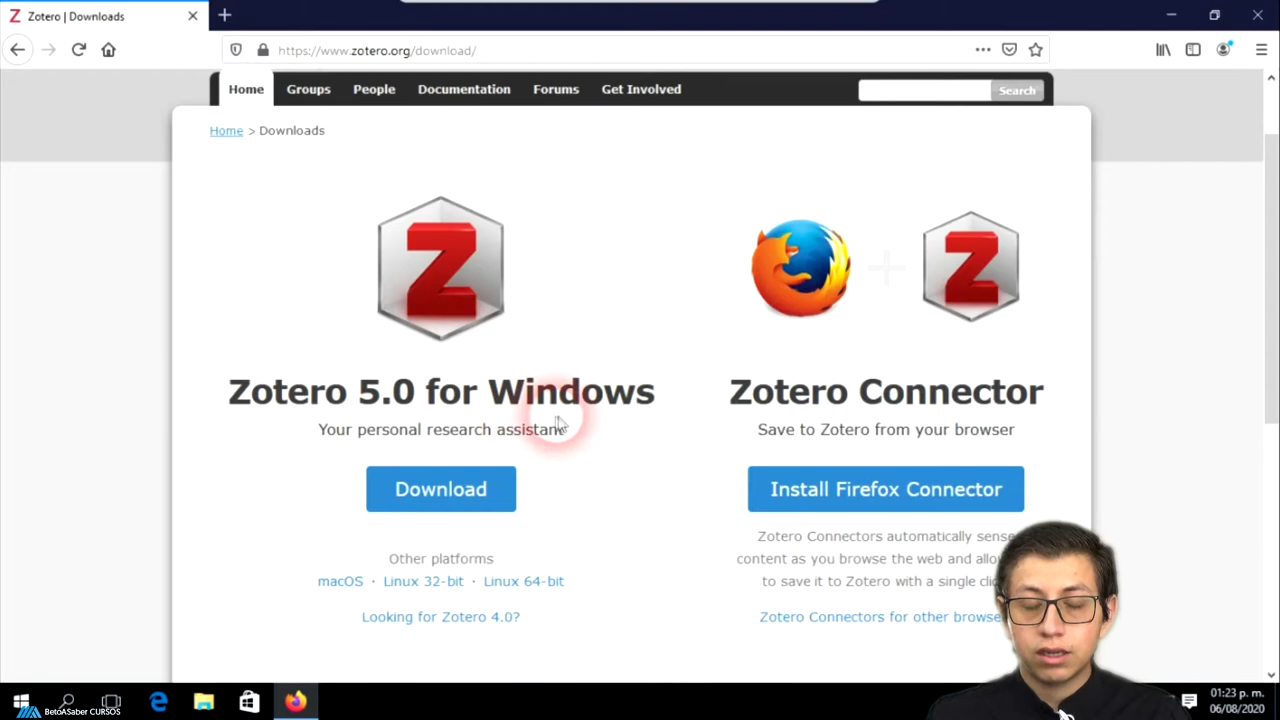 Zotero | Downloads
https://www.zotero.org/download/
Home Groups People Documentation Forums Get Involved
Search
Home > Downloads
Zotero 5.0 for Windows
Your personal research assistant
Download
Other platforms
macOS · Linux 32-bit · Linux 64-bit
Looking for Zotero 4.0?
Zotero Connector
Save to Zotero from your browser
Install Firefox Connector
Zotero Connectors automatically sense
content as you browse the web and
to save it to Zotero with a single
Zotero Connectors for other
BetoASaber CURSOS
01:23 p. m.
06/08/2020